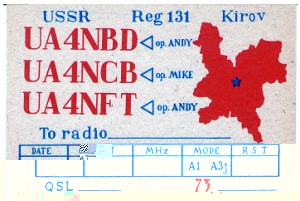 USSR Reg 131 Kirov
UA4NBD op. ANDY
UA4NCB op. MIKE
UA4NFT op. ANDY
To radio
DATE MHz MODE RST
A1 A3j
QSL 73